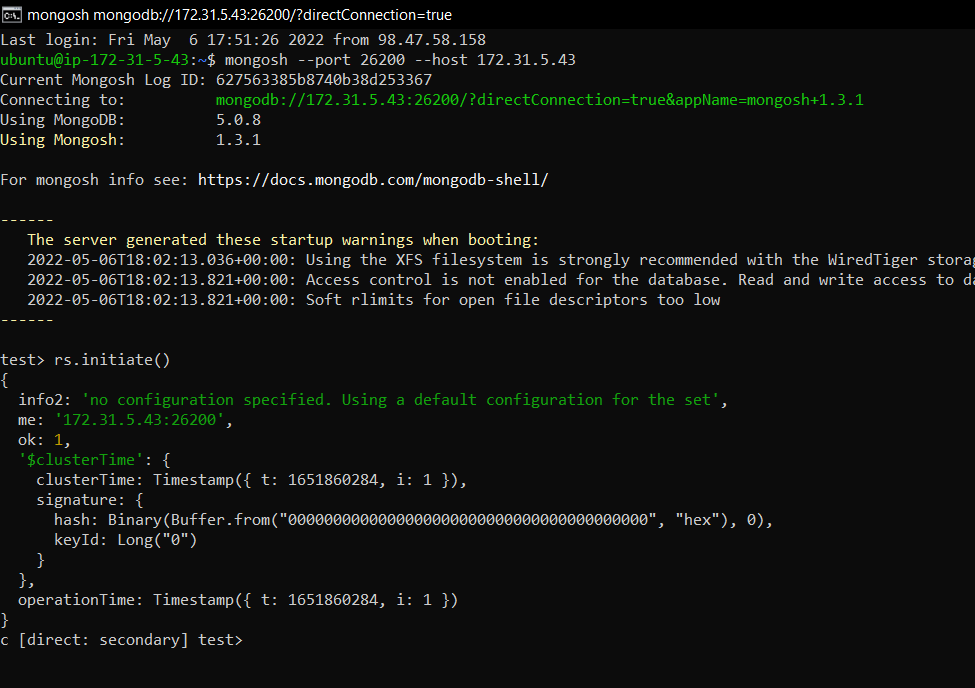 mongosh mongodb://172.31.5.43:26200/?directConnection=true
Last login: Fri May  6 17:51:26 2022 from 98.47.58.158
ubuntu@ip-172-31-5-43:~$ mongosh --port 26200 --host 172.31.5.43
Current Mongosh Log ID: 627563385b8740b38d253367
Connecting to:          mongodb://172.31.5.43:26200/?directConnection=true&appName=mongosh+1.3.1
Using MongoDB:          5.0.8
Using Mongosh:          1.3.1
For mongosh info see: https://docs.mongodb.com/mongodb-shell/
------
   The server generated these startup warnings when booting:
   2022-05-06T18:02:13.036+00:00: Using the XFS filesystem is strongly recommended with the WiredTiger storag
   2022-05-06T18:02:13.821+00:00: Access control is not enabled for the database. Read and write access to da
   2022-05-06T18:02:13.821+00:00: Soft rlimits for open file descriptors too low
------
test> rs.initiate()
{
  info2: 'no configuration specified. Using a default configuration for the set',
  me: '172.31.5.43:26200',
  ok: 1,
  '$clusterTime': {
    clusterTime: Timestamp({ t: 1651860284, i: 1 }),
    signature: {
      hash: Binary(Buffer.from("0000000000000000000000000000000000000000", "hex"), 0),
      keyId: Long("0")
    }
  },
  operationTime: Timestamp({ t: 1651860284, i: 1 })
}
c [direct: secondary] test>